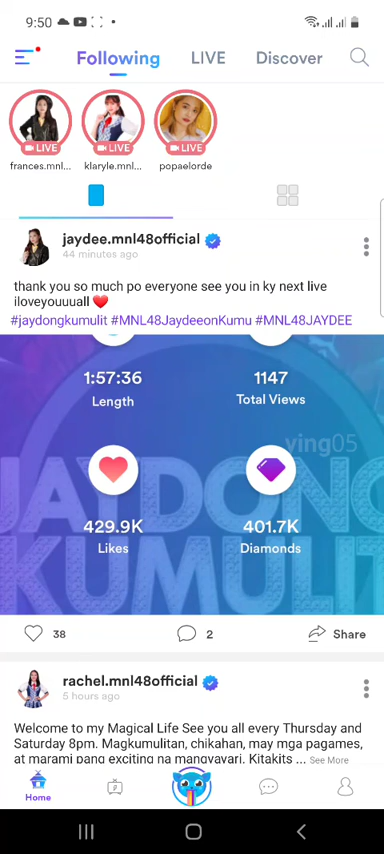 9:50
Following LIVE Discover
LIVE LIVE LIVE
frances.mnl... klaryle.mnl... popaelorde
jaydee.mnl48official
44 minutes ago
thank you so much po everyone see you in ky next live
iloveyouuuall ❤️
#jaydongkumulit #MNL48JaydeeonKumu #MNL48JAYDEE
1:57:36 1147
Length Total Views
ying05
JAYDONG
KUMULIT
429.9K 401.7K
Likes Diamonds
38 2 Share
rachel.mnl48official
5 hours ago
Welcome to my Magical Life See you all every Thursday and
Saturday 8pm. Magkumulitan, chikahan, may mga pagames,
at marami pang exciting na mangyayari. Kitakits ... See More
Home